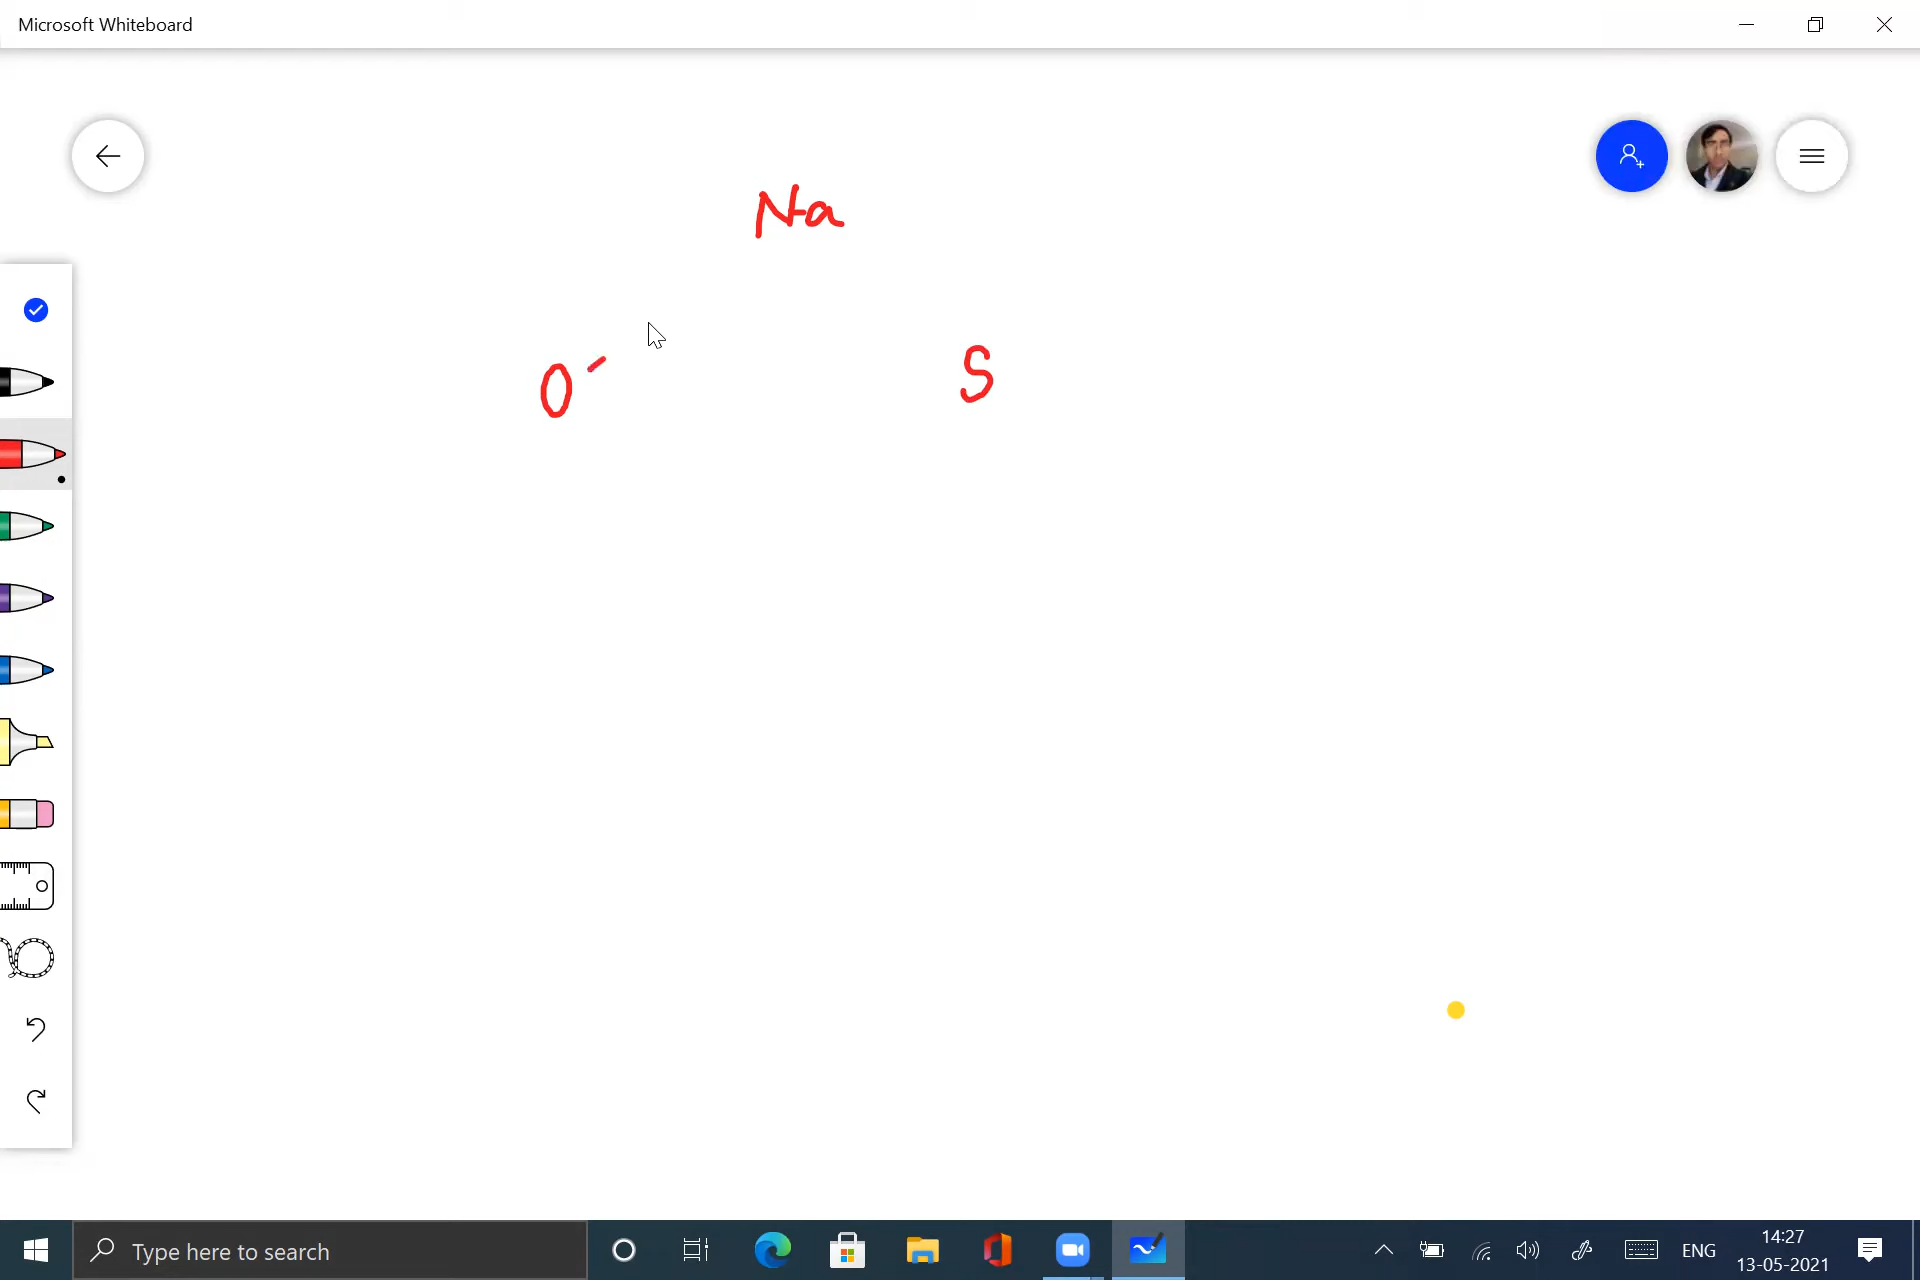 Microsoft Whiteboard
Na
O-
S
Type here to search
ENG
14:27
13-05-2021